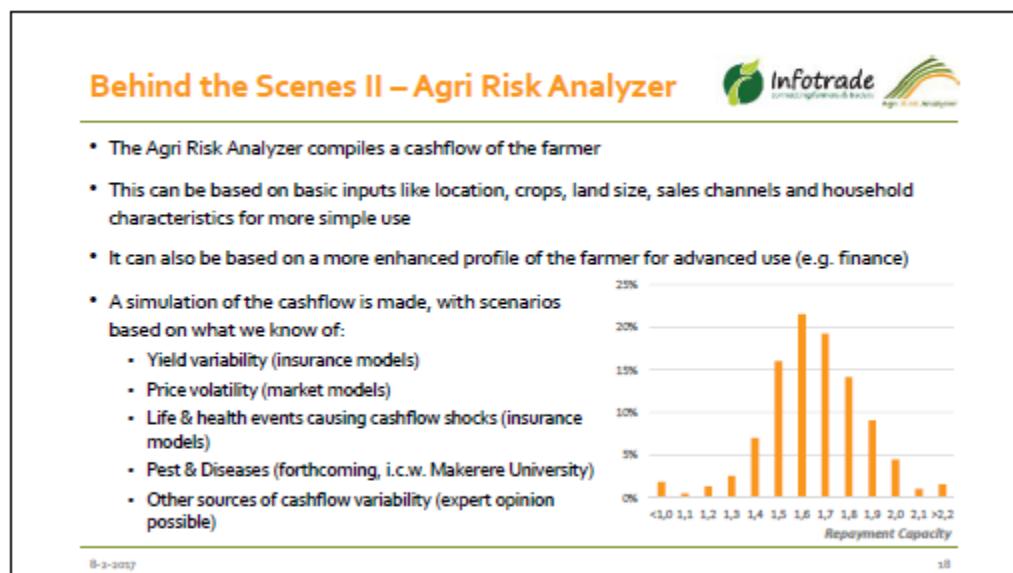 Behind the Scenes II – Agri Risk Analyzer
Infotrade
connecting farmers & traders
Agri Risk Analyzer
• The Agri Risk Analyzer compiles a cashflow of the farmer
• This can be based on basic inputs like location, crops, land size, sales channels and household
characteristics for more simple use
• It can also be based on a more enhanced profile of the farmer for advanced use (e.g. finance)
• A simulation of the cashflow is made, with scenarios
based on what we know of:
▪ Yield variability (insurance models)
▪ Price volatility (market models)
▪ Life & health events causing cashflow shocks (insurance
models)
▪ Pest & Diseases (forthcoming, i.c.w. Makerere University)
▪ Other sources of cashflow variability (expert opinion
possible)
25%
20%
15%
10%
5%
0%
<1,0 1,1 1,2 1,3 1,4 1,5 1,6 1,7 1,8 1,9 2,0 2,1 >2,2
Repayment Capacity
8-2-2017
18